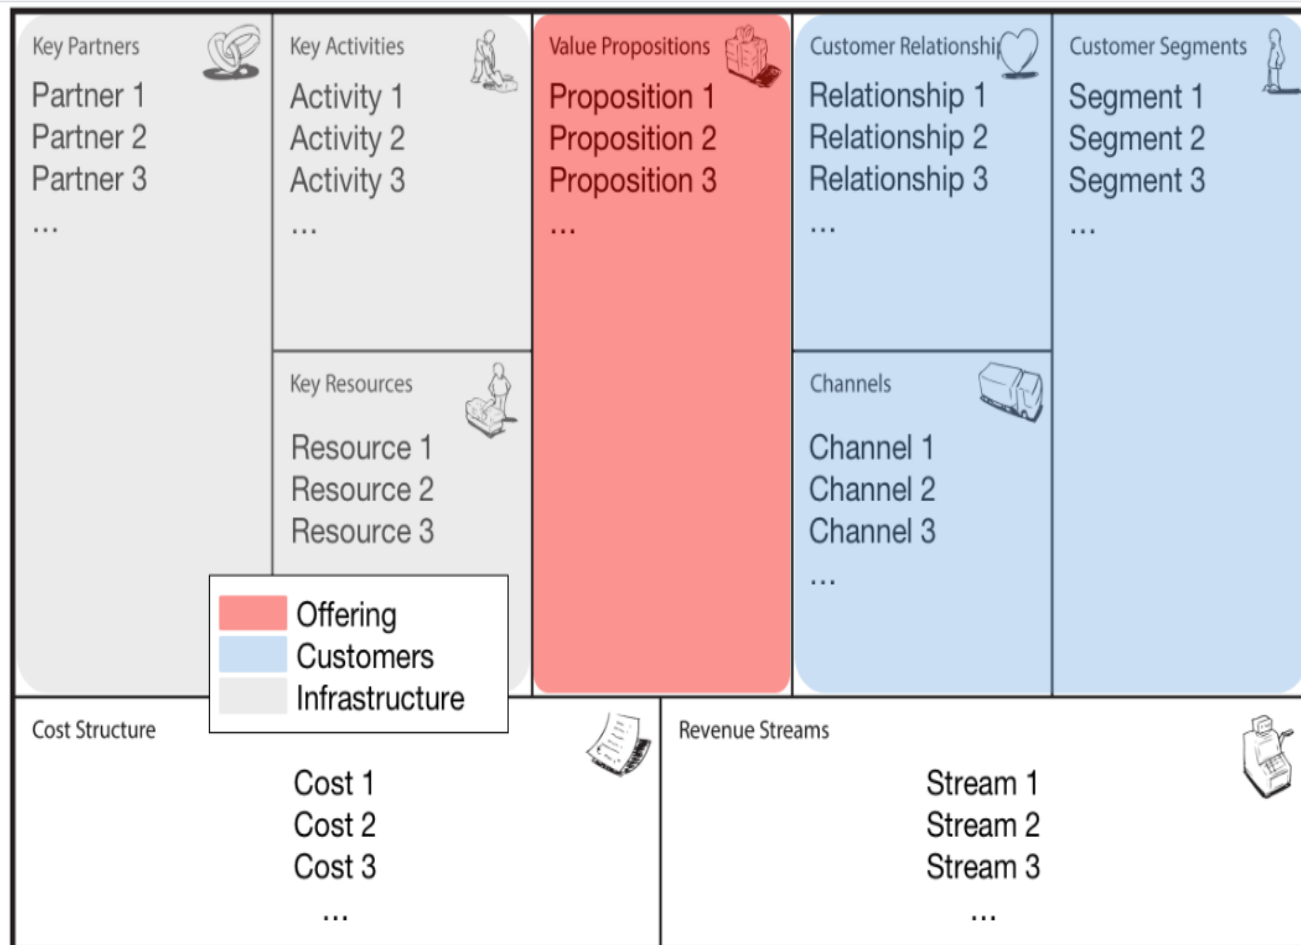 Key Partners
Partner 1
Partner 2
Partner 3
...
Key Activities
Activity 1
Activity 2
Activity 3
...
Key Resources
Resource 1
Resource 2
Resource 3
Value Propositions
Proposition 1
Proposition 2
Proposition 3
...
Customer Relationship
Relationship 1
Relationship 2
Relationship 3
...
Channels
Channel 1
Channel 2
Channel 3
...
Customer Segments
Segment 1
Segment 2
Segment 3
...
Offering
Customers
Infrastructure
Cost Structure
Cost 1
Cost 2
Cost 3
...
Revenue Streams
Stream 1
Stream 2
Stream 3
...